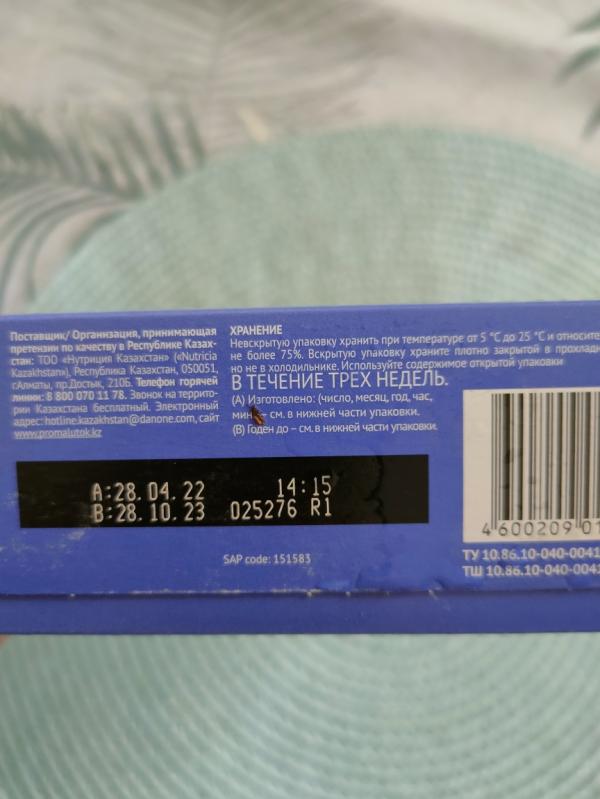 Поставщик/ Организация, принимающая
претензии по качеству в Республике Казах-
стан: ТОО «Нутриция Казахстан» («Nutricia
Kazakhstan»), Республика Казахстан, 050051,
г.Алматы, пр.Достык, 210Б. Телефон горячей
линии: 8 800 070 11 78. Звонок на террито-
рии Казахстана бесплатный. Электронный
адрес: hotline.kazakhstan@danone.com, сайт
www.promalutok.kz
ХРАНЕНИЕ
Невскрытую упаковку хранить при температуре от 5 °C до 25 °C и относите
не более 75%. Вскрытую упаковку храните плотно закрытой в прохладн
но не в холодильнике. Используйте содержимое открытой упаковки
В ТЕЧЕНИЕ ТРЕХ НЕДЕЛЬ.
(А) Изготовлено: (число, месяц, год, час,
мин – см. в нижней части упаковки.
(В) Годен до – см. в нижней части упаковки.
A:28.04.22 14:15
B:28.10.23 025276 R1
SAP code: 151583
4 600209 01
ТУ 10.86.10-040-0041
ТШ 10.86.10-040-0041